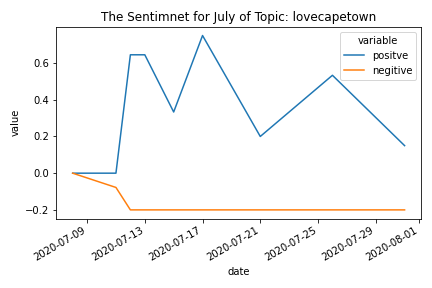 The Sentimnet for July of Topic: lovecapetown
variable
positve
negitive
value
0.6
0.4
0.2
0.0
−0.2
2020-07-09
2020-07-13
2020-07-17
2020-07-21
2020-07-25
2020-07-29
2020-08-01
date